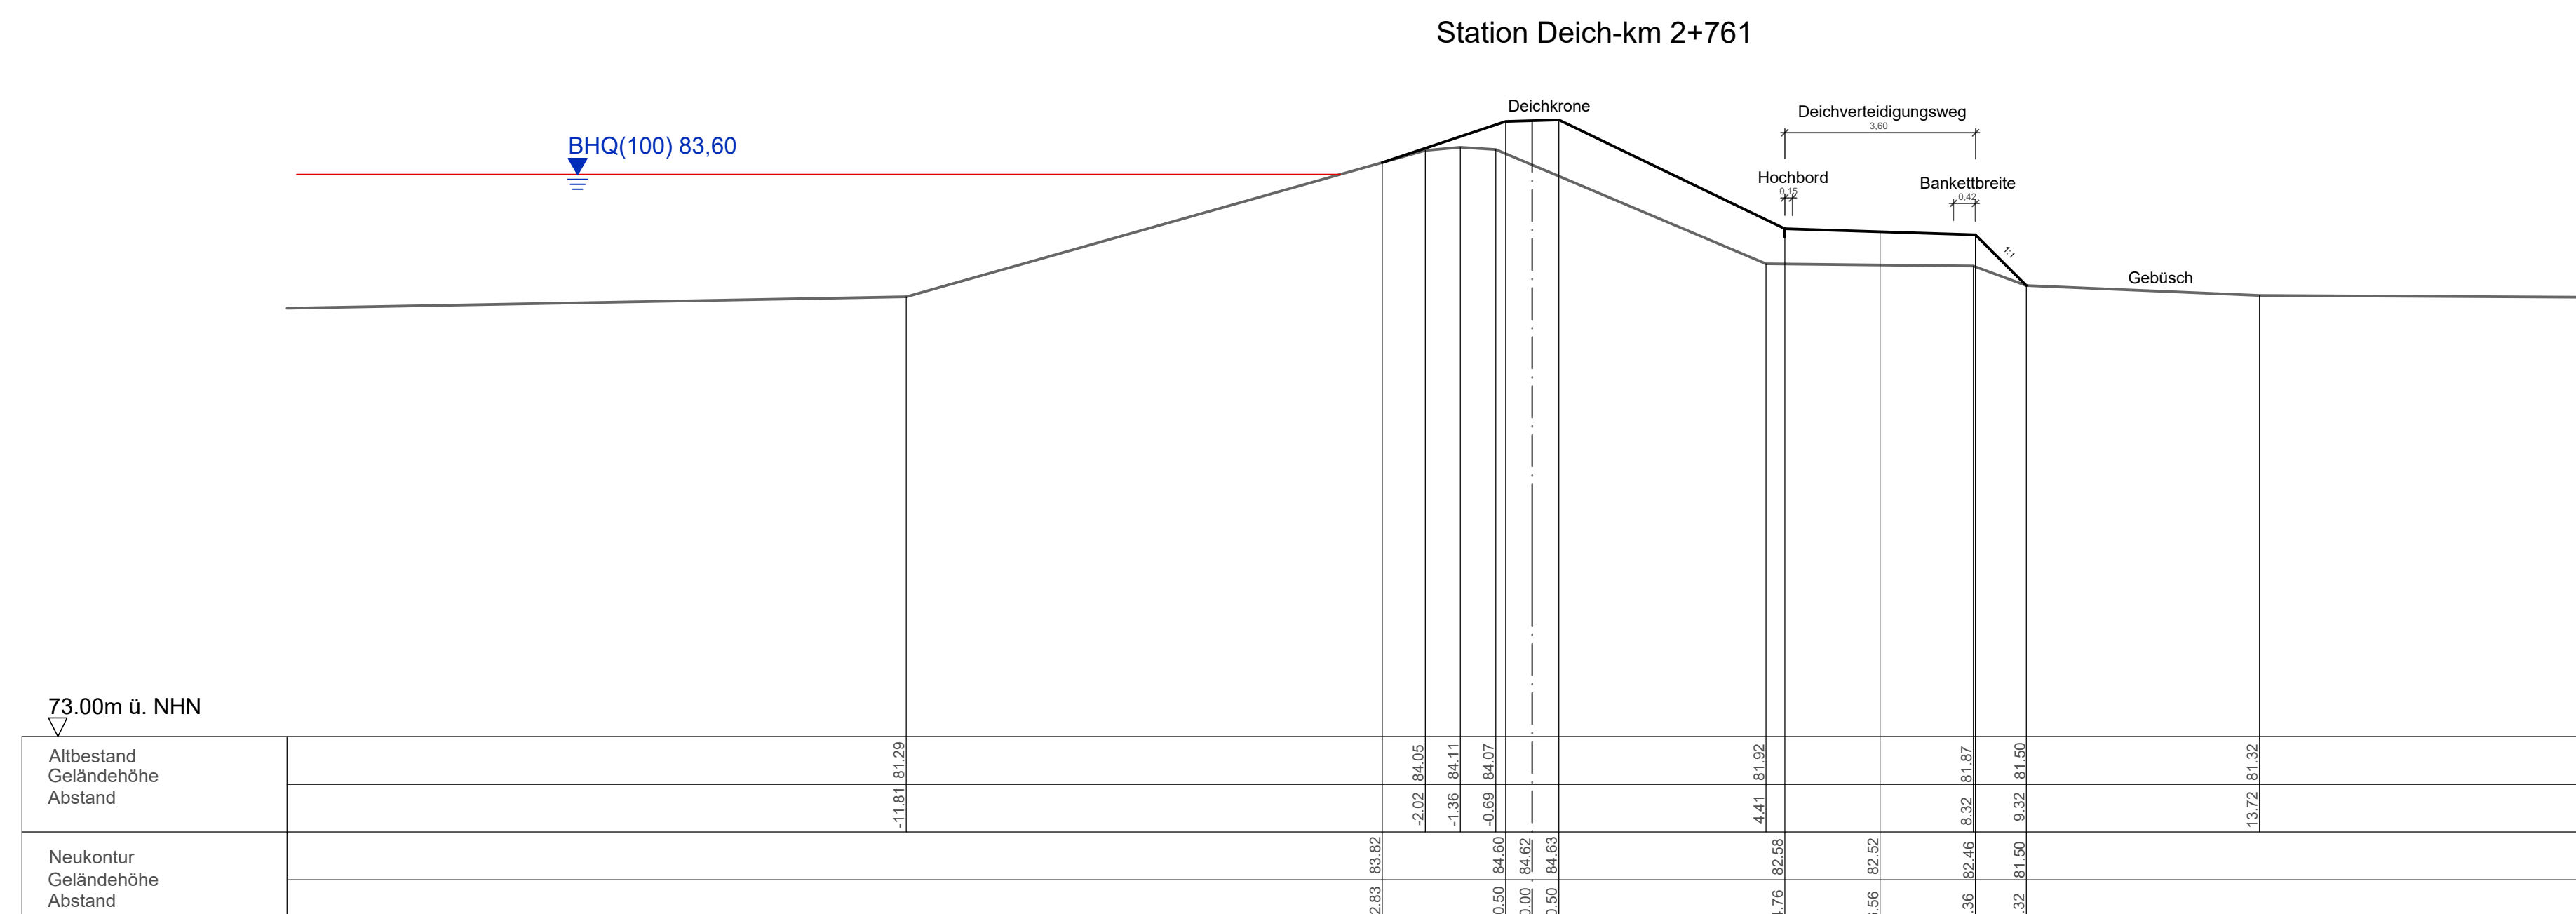 Station Deich-km 2+761
Deichkrone
Deichverteidigungsweg
3,60
BHQ(100) 83,60
Hochbord
0,15
Bankettbreite
0,42
1:1
Gebüsch
73.00m ü. NHN
Altbestand
Geländehöhe
81.29 84.05 84.11 84.07 81.92 81.87 81.50 81.32
Abstand
-11.81 -2.02 -1.36 -0.69 4.41 8.32 9.32 13.72
Neukontur
Geländehöhe
83.82 84.60 84.62 84.63 82.58 82.52 82.46 81.50
Abstand